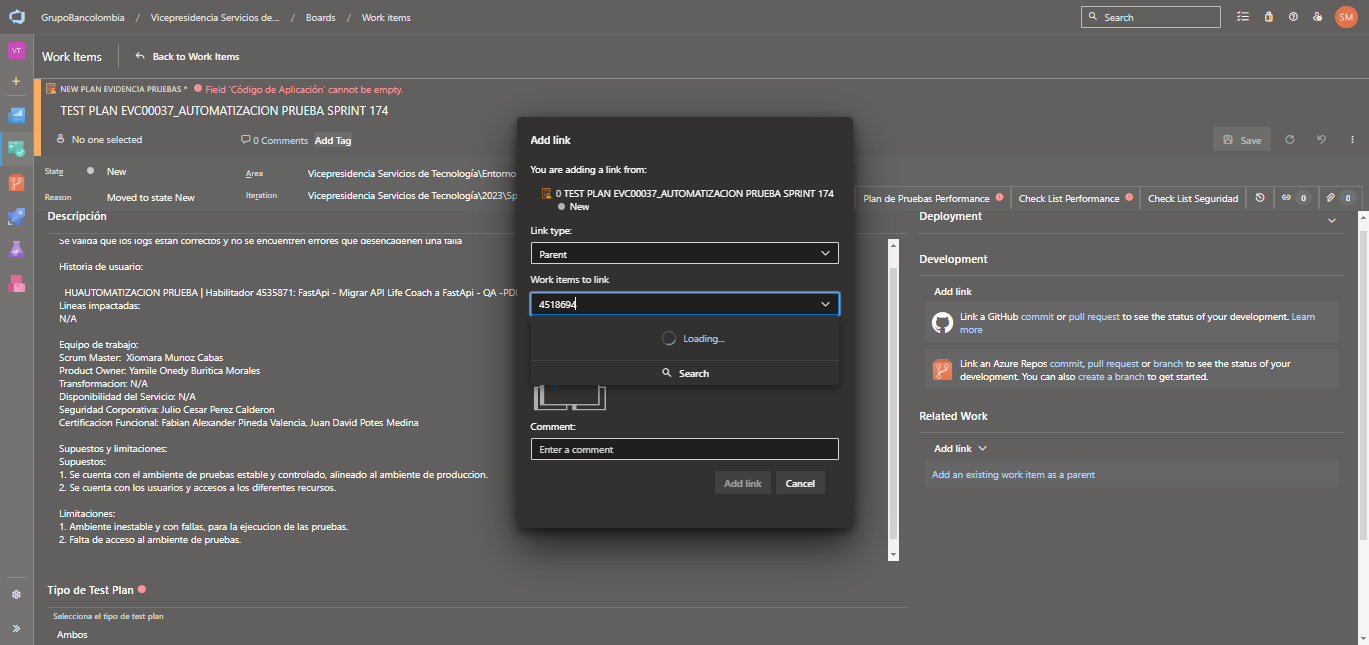 GrupoBancolombia / Vicepresidencia Servicios de... / Boards / Work items
Search
SM
VT
Work Items
Back to Work Items
NEW PLAN EVIDENCIA PRUEBAS *
Field 'Código de Aplicación' cannot be empty.
TEST PLAN EVC00037_AUTOMATIZACION PRUEBA SPRINT 174
No one selected
0 Comments
Add Tag
Save
State
New
Area
Vicepresidencia Servicios de Tecnología\Entorno
Reason
Moved to state New
Iteration
Vicepresidencia Servicios de Tecnología\2023\Sp
Plan de Pruebas Performance
Check List Performance
Check List Seguridad
0
0
Descripción
Se valida que los logs estan correctos y no se encuentren errores que desencadenen una falla
Historia de usuario:
HUAUTOMATIZACION PRUEBA | Habilitador 4535871: FastApi - Migrar API Life Coach a FastApi - QA -PDI
Lineas impactadas:
N/A
Equipo de trabajo:
Scrum Master: Xiomara Munoz Cabas
Product Owner: Yamile Onedy Buritica Morales
Transformacion: N/A
Disponibilidad del Servicio: N/A
Seguridad Corporativa: Julio Cesar Perez Calderon
Certificacion Funcional: Fabian Alexander Pineda Valencia, Juan David Potes Medina
Supuestos y limitaciones:
Supuestos:
1. Se cuenta con el ambiente de pruebas estable y controlado, alineado al ambiente de produccion.
2. Se cuenta con los usuarios y accesos a los diferentes recursos.
Limitaciones:
1. Ambiente inestable y con fallas, para la ejecucion de las pruebas.
2. Falta de acceso al ambiente de pruebas.
Tipo de Test Plan
Selecciona el tipo de test plan
Ambos
Add link
You are adding a link from:
0 TEST PLAN EVC00037_AUTOMATIZACION PRUEBA SPRINT 174
New
Link type:
Parent
Work items to link
4518694
Loading...
Search
Comment:
Enter a comment
Add link
Cancel
Deployment
Development
Add link
Link a GitHub commit or pull request to see the status of your development. Learn
more
Link an Azure Repos commit, pull request or branch to see the status of your
development. You can also create a branch to get started.
Related Work
Add link
Add an existing work item as a parent